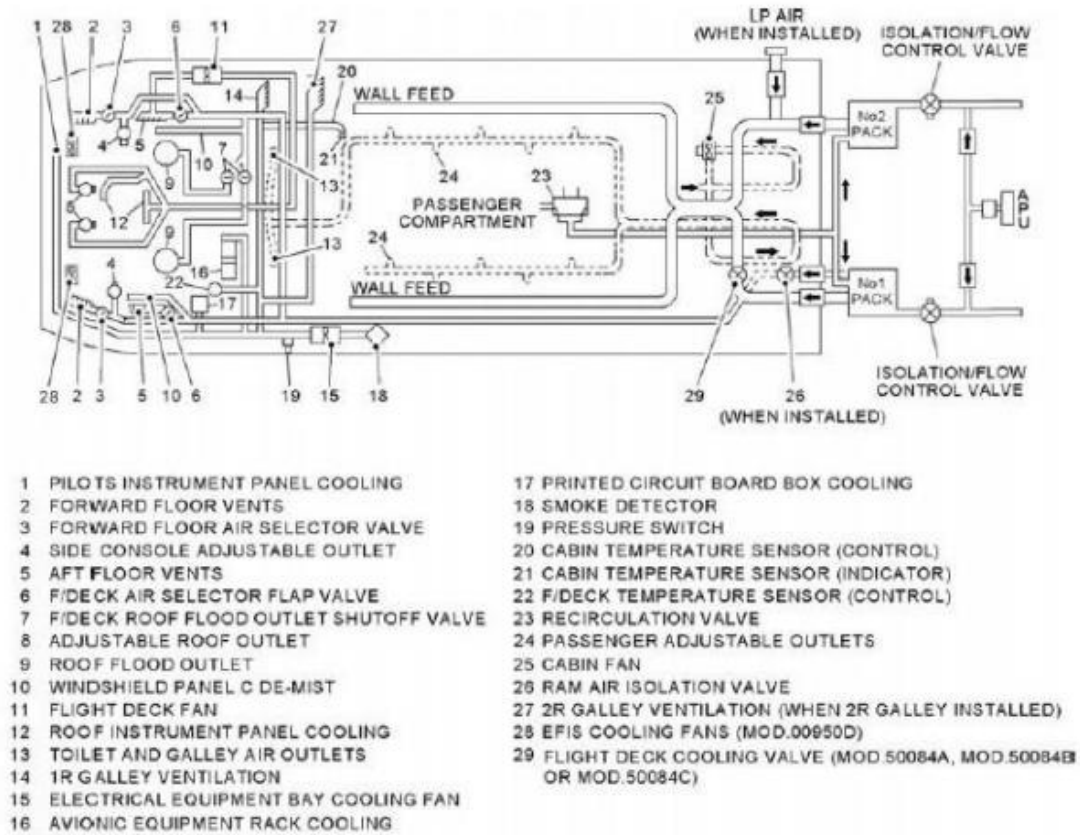 1 28 2 3 6 11 27
20
LP AIR
(WHEN INSTALLED)
ISOLATION/FLOW
CONTROL VALVE
14
WALL FEED
25
No2
PACK
4 5 10 7
9
21
13
24
23
8
12
PASSENGER
COMPARTMENT
A
P
U
9
13
24
4
16
22
17
WALL FEED
No1
PACK
28 2 3 5 10 6 19 15 18 29 26
(WHEN INSTALLED)
ISOLATION/FLOW
CONTROL VALVE
1 PILOTS INSTRUMENT PANEL COOLING
2 FORWARD FLOOR VENTS
3 FORWARD FLOOR AIR SELECTOR VALVE
4 SIDE CONSOLE ADJUSTABLE OUTLET
5 AFT FLOOR VENTS
6 F/DECK AIR SELECTOR FLAP VALVE
7 F/DECK ROOF FLOOD OUTLET SHUTOFF VALVE
8 ADJUSTABLE ROOF OUTLET
9 ROOF FLOOD OUTLET
10 WINDSHIELD PANEL C DE-MIST
11 FLIGHT DECK FAN
12 ROOF INSTRUMENT PANEL COOLING
13 TOILET AND GALLEY AIR OUTLETS
14 1R GALLEY VENTILATION
15 ELECTRICAL EQUIPMENT BAY COOLING FAN
16 AVIONIC EQUIPMENT RACK COOLING
17 PRINTED CIRCUIT BOARD BOX COOLING
18 SMOKE DETECTOR
19 PRESSURE SWITCH
20 CABIN TEMPERATURE SENSOR (CONTROL)
21 CABIN TEMPERATURE SENSOR (INDICATOR)
22 F/DECK TEMPERATURE SENSOR (CONTROL)
23 RECIRCULATION VALVE
24 PASSENGER ADJUSTABLE OUTLETS
25 CABIN FAN
26 RAM AIR ISOLATION VALVE
27 2R GALLEY VENTILATION (WHEN 2R GALLEY INSTALLED)
28 EFIS COOLING FANS (MOD.00950D)
29 FLIGHT DECK COOLING VALVE (MOD.50084A, MOD.50084B
OR MOD.50084C)